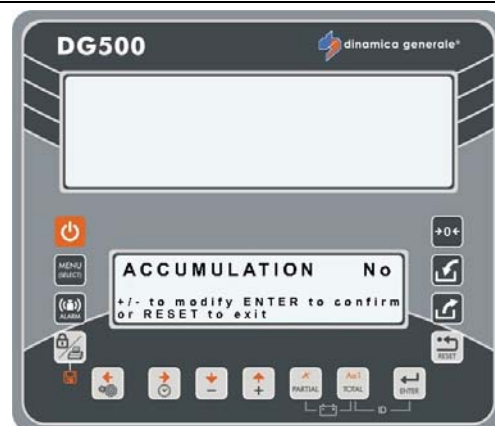 DG500
dinamica generale®
→0←
MENU
(SELECT)
ALARM
ACCUMULATION No
+/- to modify ENTER to confirm
or RESET to exit
RESET
PARTIAL
TOTAL
ENTER
ID